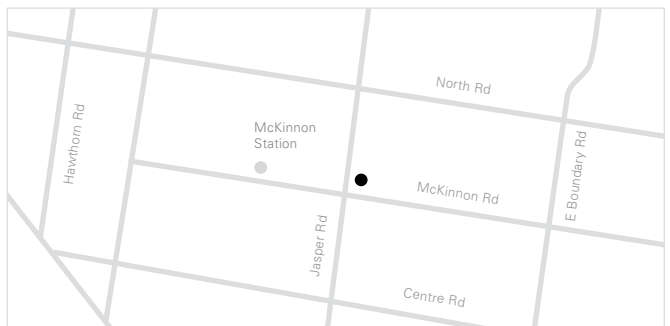 North Rd
Hawthorn Rd
McKinnon
Station
E Boundary Rd
McKinnon Rd
Jasper Rd
Centre Rd